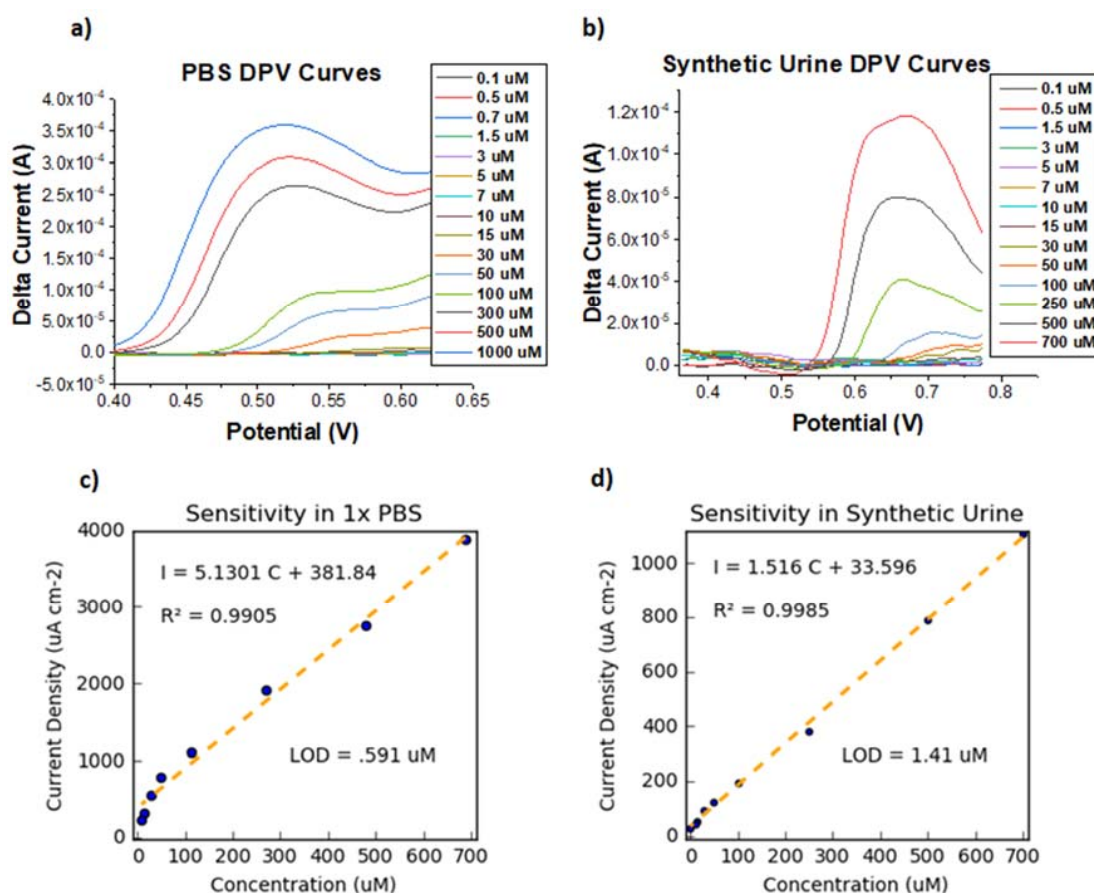 a)
PBS DPV Curves
Delta Current (A)
4.0x10⁻⁴
3.5x10⁻⁴
3.0x10⁻⁴
2.5x10⁻⁴
2.0x10⁻⁴
1.5x10⁻⁴
1.0x10⁻⁴
5.0x10⁻⁵
0.0
-5.0x10⁻⁵
0.40 0.45 0.50 0.55 0.60 0.65
Potential (V)
0.1 uM
0.5 uM
0.7 uM
1.5 uM
3 uM
5 uM
7 uM
10 uM
15 uM
30 uM
50 uM
100 uM
300 uM
500 uM
1000 uM
b)
Synthetic Urine DPV Curves
Delta Current (A)
1.2x10⁻⁴
8.0x10⁻⁵
4.0x10⁻⁵
0.0
0.4 0.5 0.6 0.7 0.8
Potential (V)
0.1 uM
0.5 uM
1.5 uM
3 uM
5 uM
7 uM
10 uM
15 uM
30 uM
50 uM
100 uM
250 uM
500 uM
700 uM
c)
Sensitivity in 1x PBS
Current Density (uA cm-2)
4000
3000
2000
1000
0
I = 5.1301 C + 381.84
R² = 0.9905
LOD = .591 uM
0 100 200 300 400 500 600 700
Concentration (uM)
d)
Sensitivity in Synthetic Urine
Current Density (uA cm-2)
1000
800
600
400
200
0
I = 1.516 C + 33.596
R² = 0.9985
LOD = 1.41 uM
0 100 200 300 400 500 600 700
Concentration (uM)